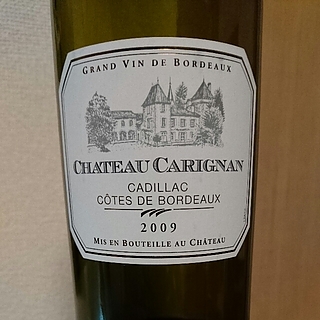 GRAND VIN DE BORDEAUX
CHATEAU CARIGNAN
CADILLAC
CÔTES DE BORDEAUX
2009
MIS EN BOUTEILLE AU CHÂTEAU